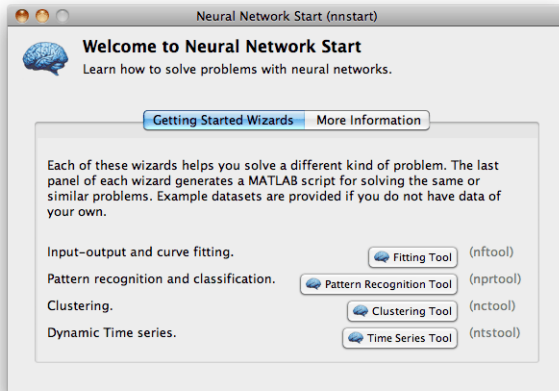 Neural Network Start (nnstart)
Welcome to Neural Network Start
Learn how to solve problems with neural networks.
Getting Started Wizards More Information
Each of these wizards helps you solve a different kind of problem. The last
panel of each wizard generates a MATLAB script for solving the same or
similar problems. Example datasets are provided if you do not have data of
your own.
Input-output and curve fitting. Fitting Tool (nftool)
Pattern recognition and classification. Pattern Recognition Tool (nprtool)
Clustering. Clustering Tool (nctool)
Dynamic Time series. Time Series Tool (ntstool)